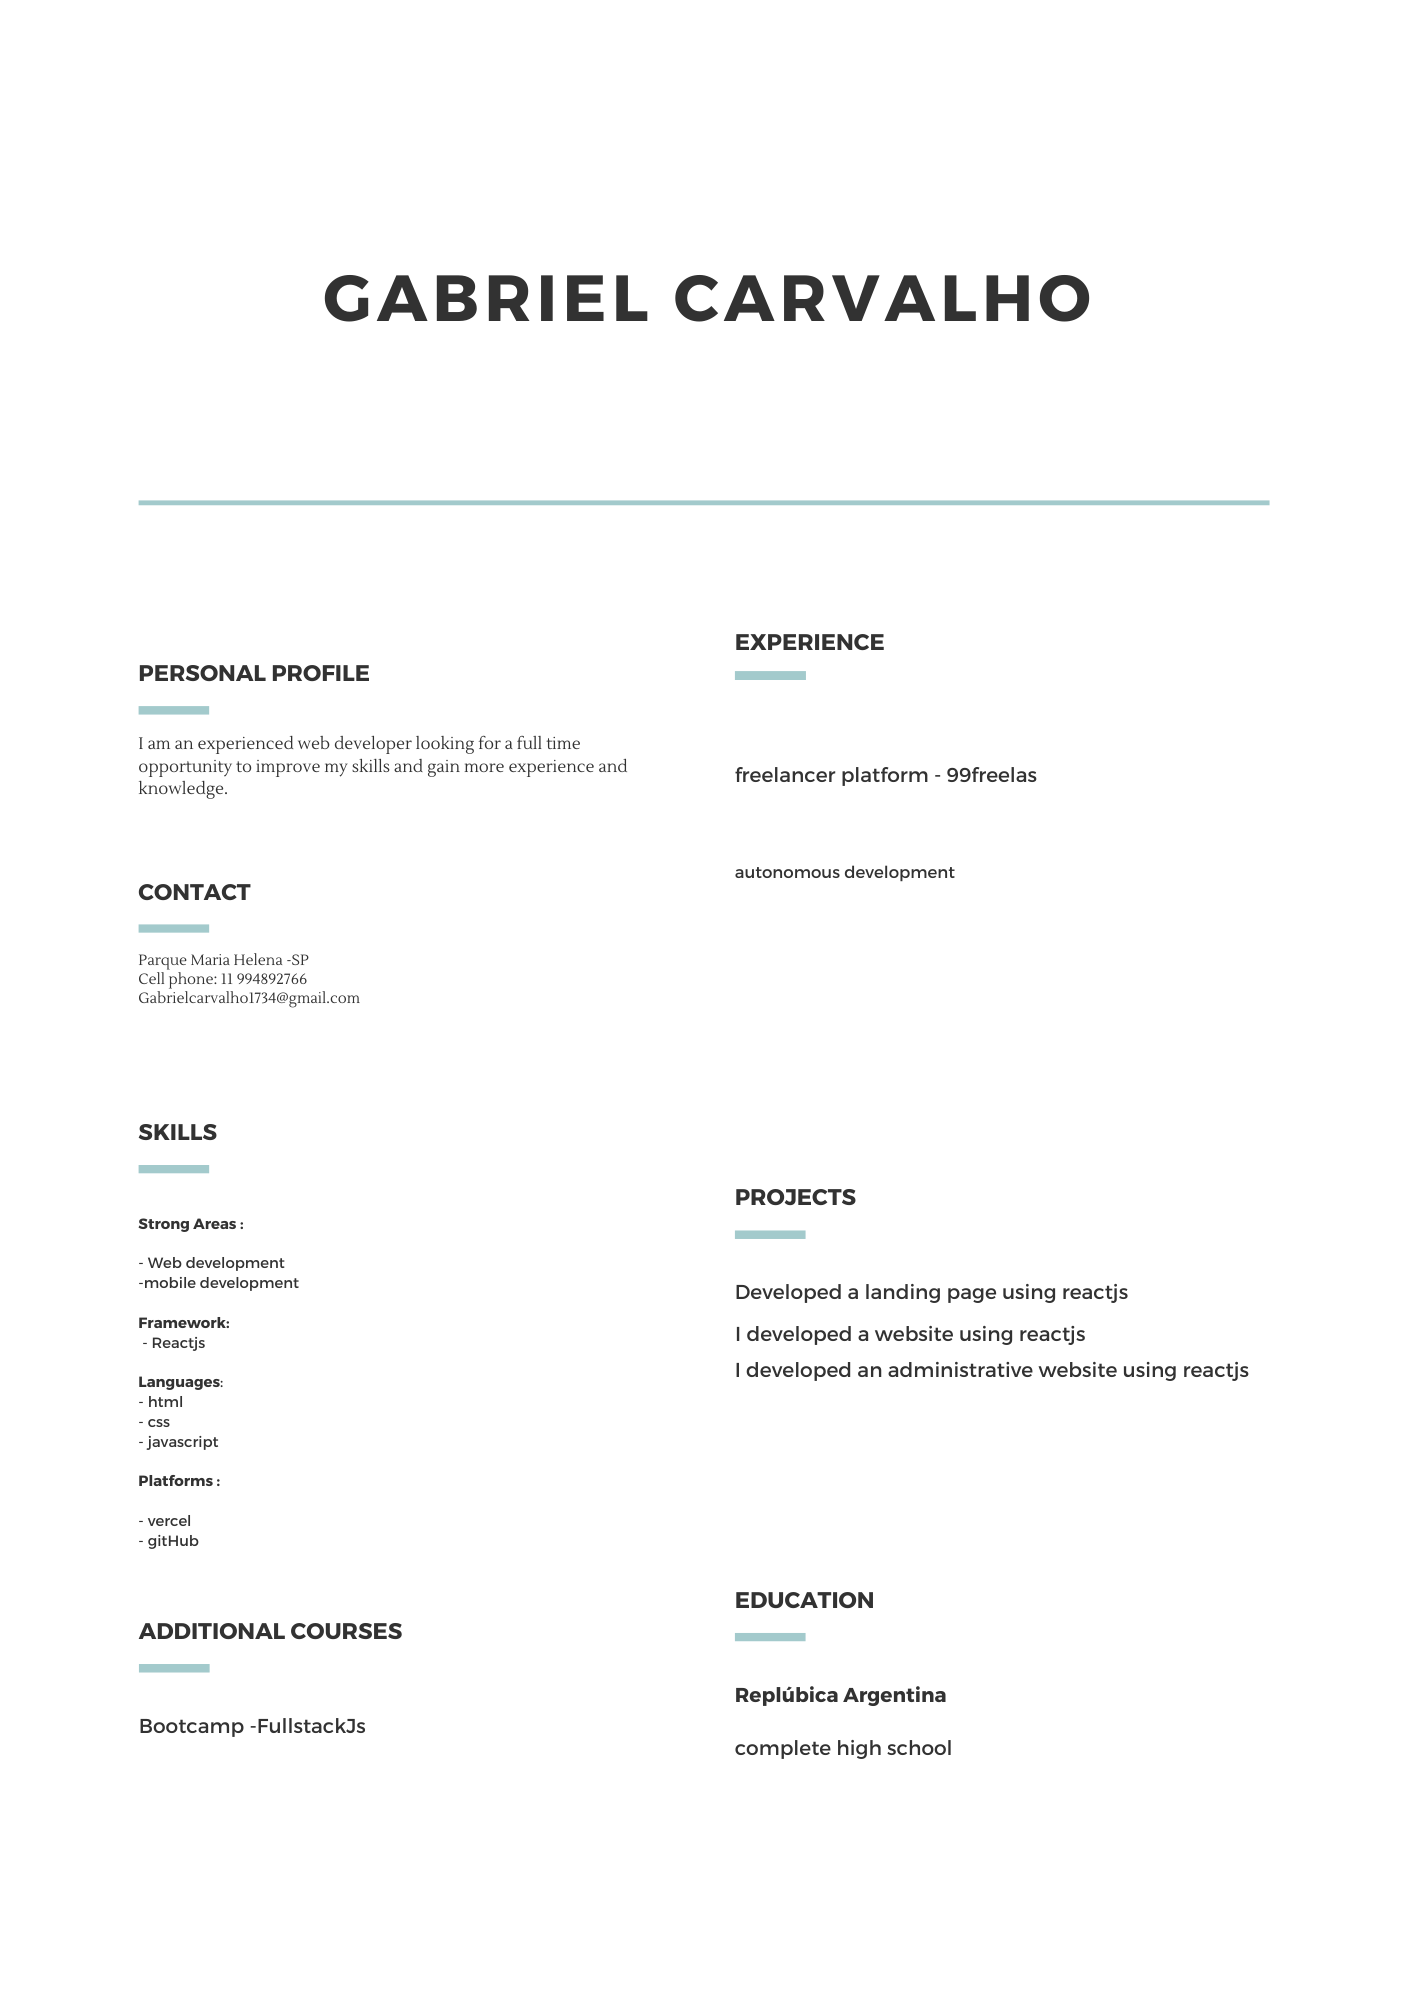 GABRIEL CARVALHO
PERSONAL PROFILE
I am an experienced web developer looking for a full time
opportunity to improve my skills and gain more experience and
knowledge.
CONTACT
Parque Maria Helena -SP
Cell phone: 11 994892766
Gabrielcarvalho1734@gmail.com
SKILLS
Strong Areas :
- Web development
-mobile development
Framework:
- Reactjs
Languages:
- html
- css
- javascript
Platforms :
- vercel
- gitHub
ADDITIONAL COURSES
Bootcamp -FullstackJs
EXPERIENCE
freelancer platform - 99freelas
autonomous development
PROJECTS
Developed a landing page using reactjs
I developed a website using reactjs
I developed an administrative website using reactjs
EDUCATION
Replúbica Argentina
complete high school